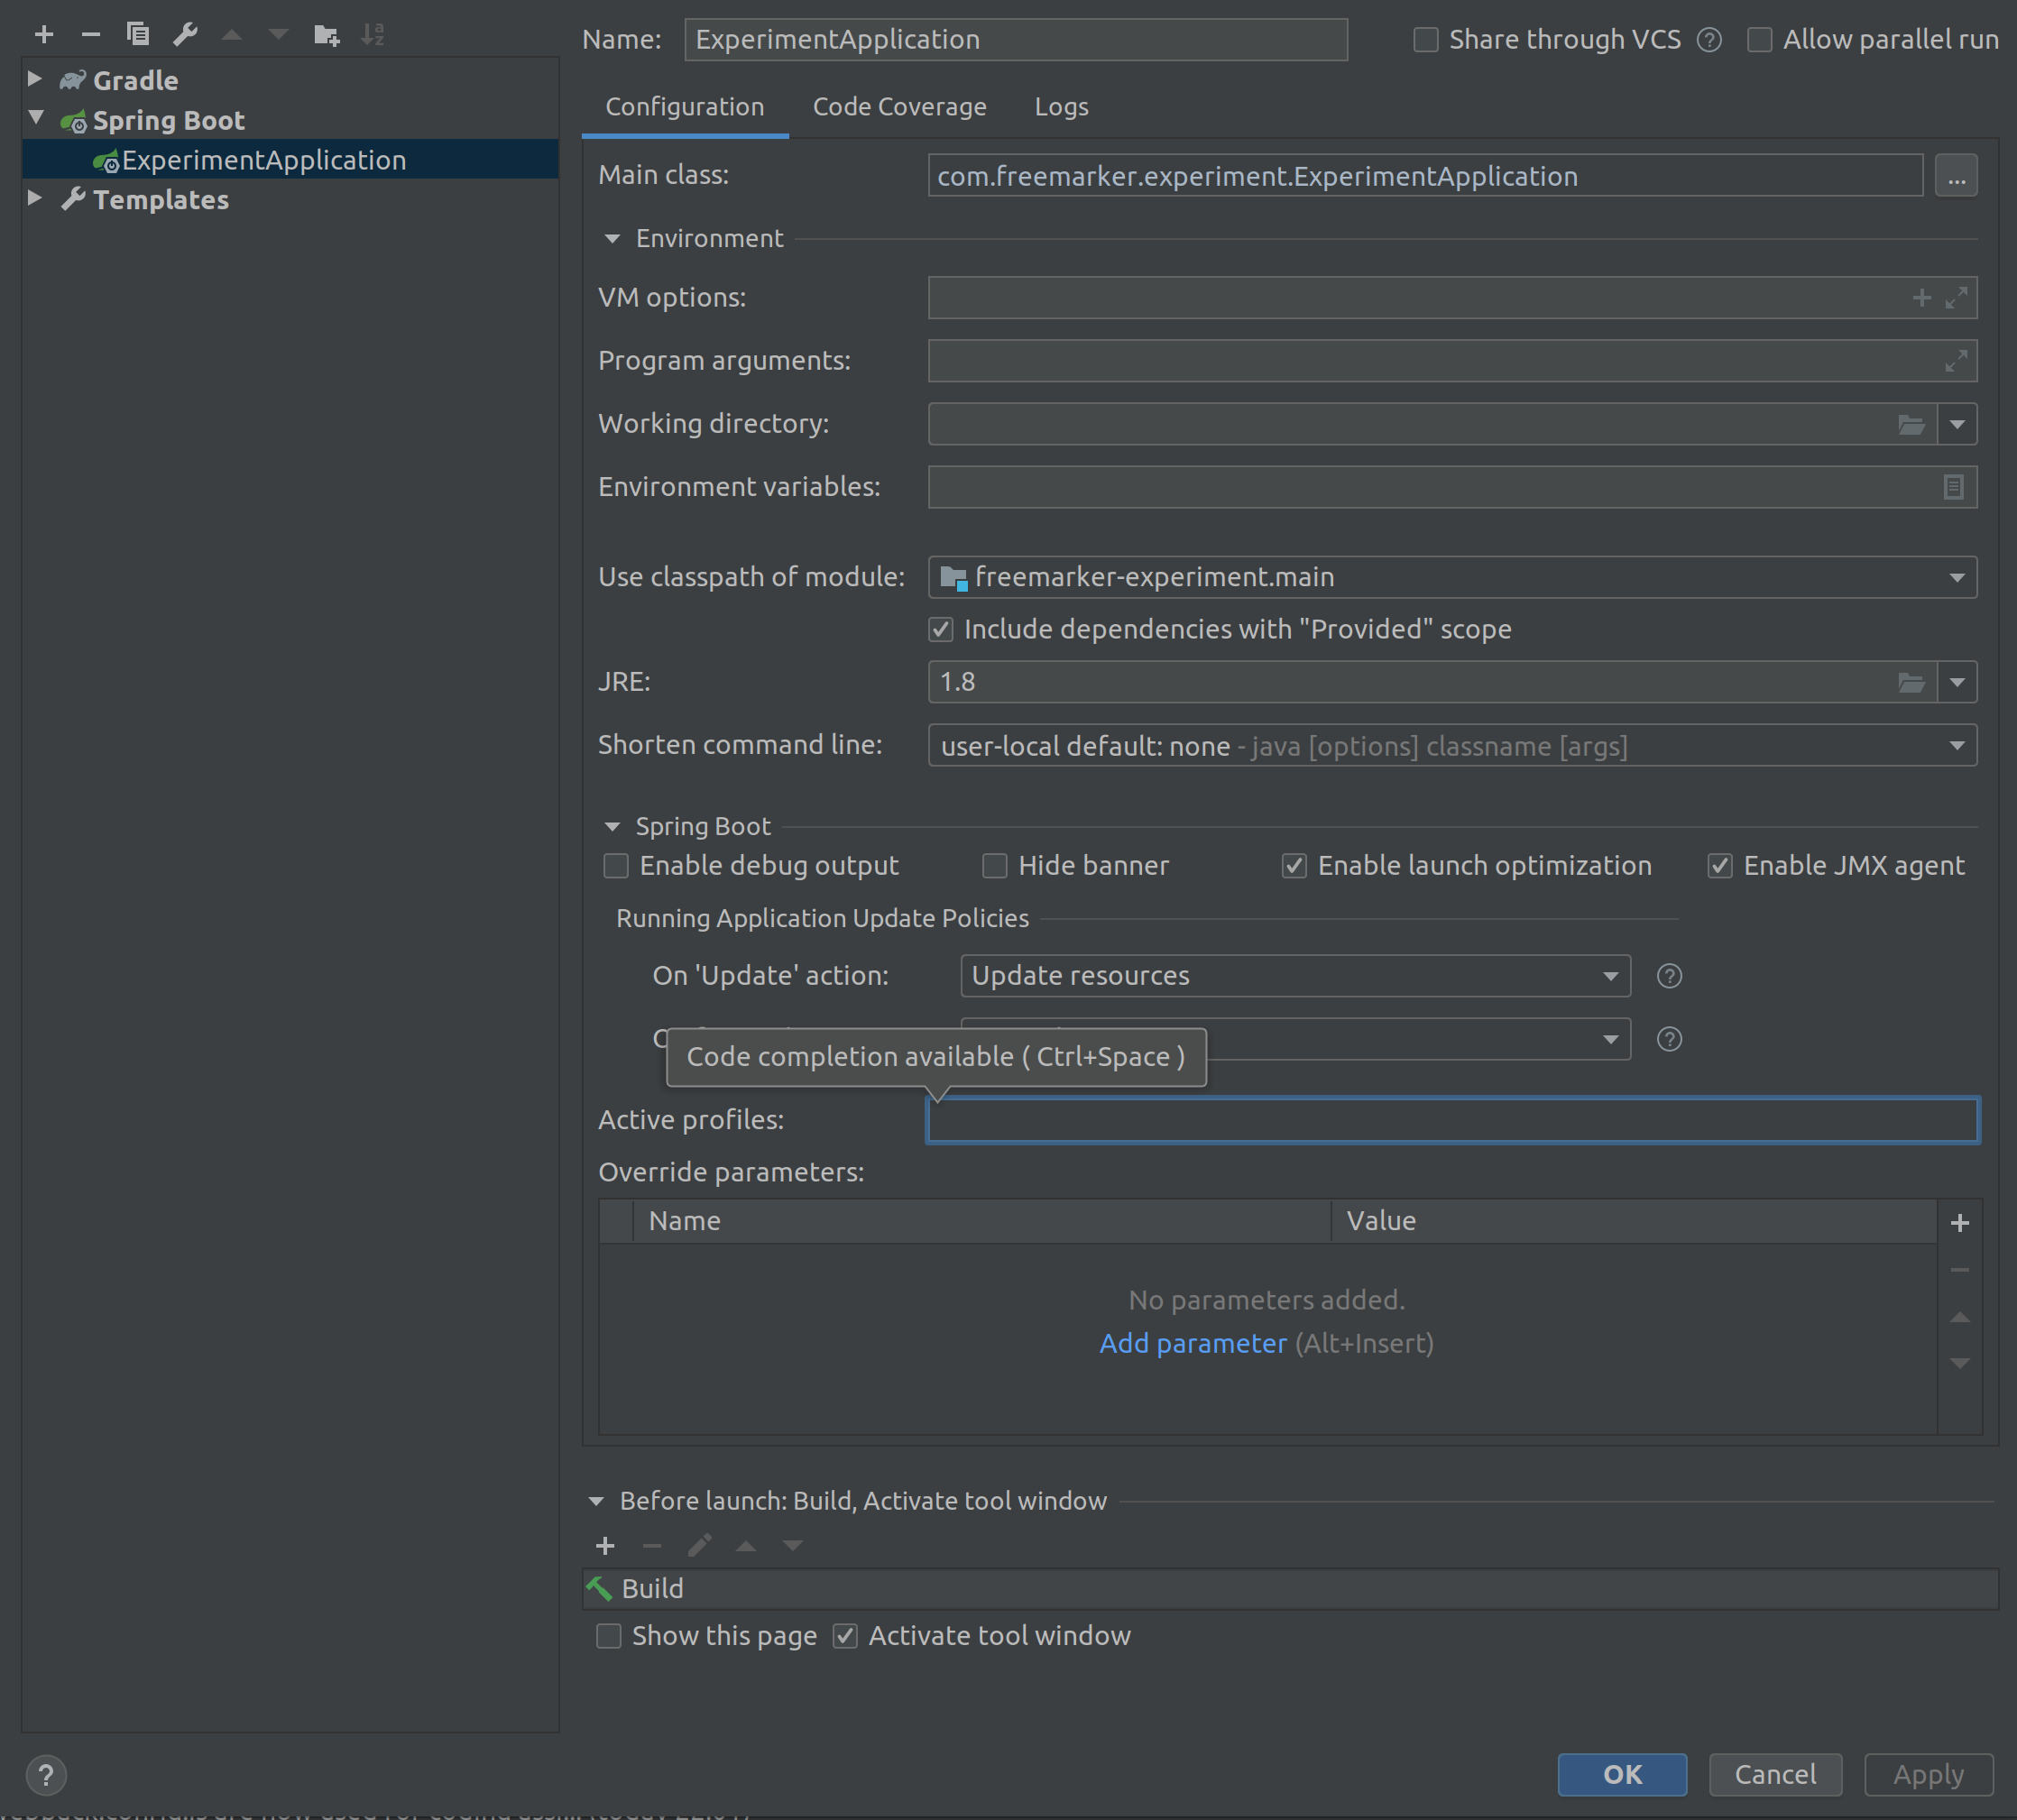 Name: ExperimentApplication Share through VCS ? Allow parallel run
Gradle
Spring Boot
ExperimentApplication
Templates
Configuration Code Coverage Logs
Main class: com.freemarker.experiment.ExperimentApplication ...
Environment
VM options:
Program arguments:
Working directory:
Environment variables:
Use classpath of module: freemarker-experiment.main
Include dependencies with "Provided" scope
JRE: 1.8
Shorten command line: user-local default: none - java [options] classname [args]
Spring Boot
Enable debug output Hide banner Enable launch optimization Enable JMX agent
Running Application Update Policies
On 'Update' action: Update resources ?
?
Code completion available ( Ctrl+Space )
Active profiles:
Override parameters:
Name Value
No parameters added.
Add parameter (Alt+Insert)
Before launch: Build, Activate tool window
Build
Show this page Activate tool window
? OK Cancel Apply